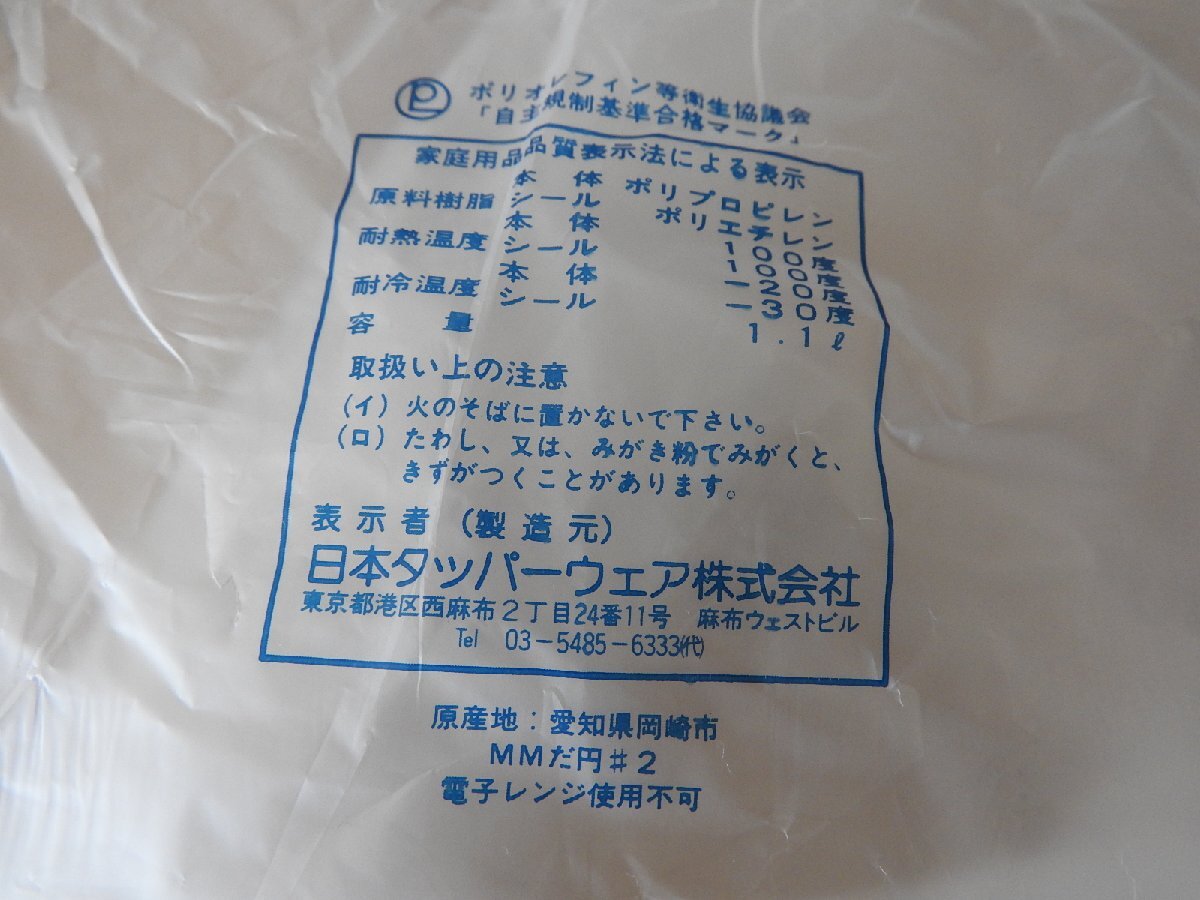 PL ポリオレフィン等衛生協議会
「自主規制基準合格マーク」
家庭用品品質表示法による表示
原料樹脂 本体 ポリプロピレン
シール ポリエチレン
耐熱温度 本体 100度
シール 100度
耐冷温度 本体 -20度
シール -30度
容量 1.1ℓ
取扱い上の注意
(イ) 火のそばに置かないで下さい。
(ロ) たわし、又は、みがき粉でみがくと、
きずがつくことがあります。
表示者 (製造元)
日本タッパーウェア株式会社
東京都港区西麻布2丁目24番11号 麻布ウェストビル
Tel 03-5485-6333(代)
原産地:愛知県岡崎市
MMだ円#2
電子レンジ使用不可